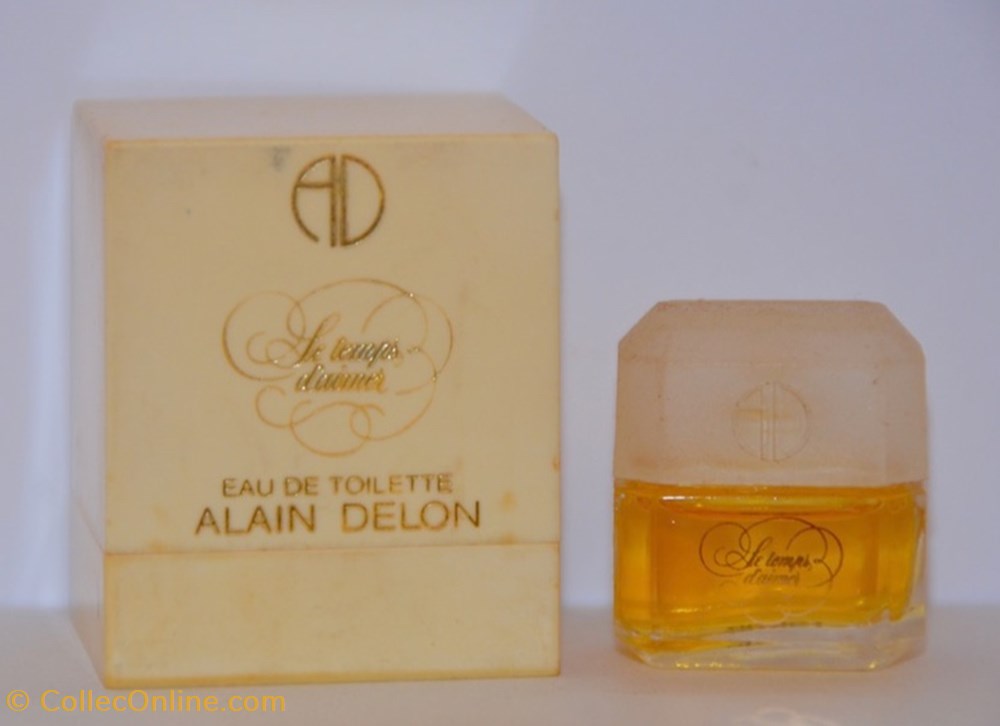 AD
Le temps
d'aimer
EAU DE TOILETTE
ALAIN DELON
AD
Le temps
d'aimer
© CollecOnline.com